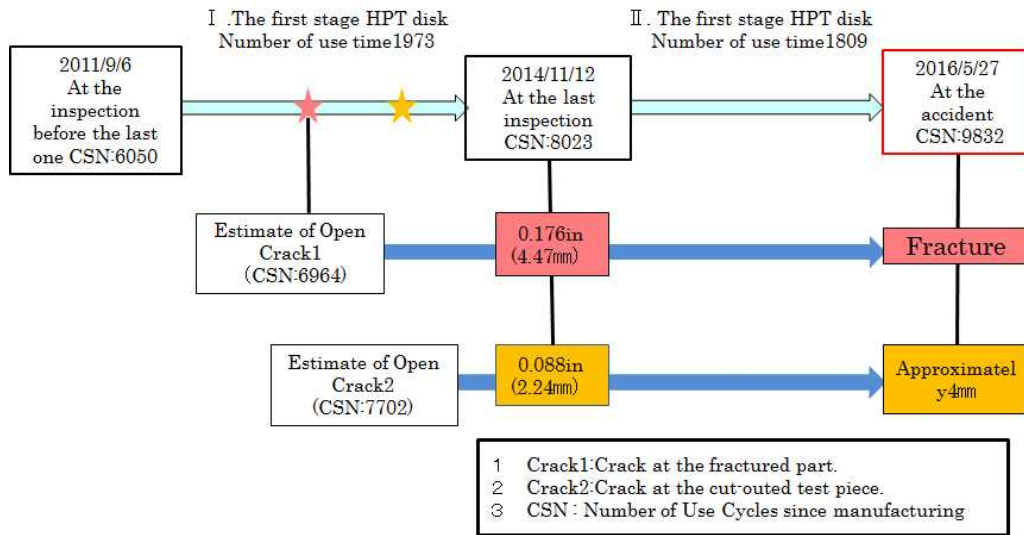 Ⅰ.The first stage HPT disk
Number of use time1973
Ⅱ. The first stage HPT disk
Number of use time1809
2011/9/6
At the
inspection
before the last
one CSN:6050
2014/11/12
At the last
inspection
CSN:8023
2016/5/27
At the
accident
CSN:9832
Estimate of Open
Crack1
(CSN:6964)
0.176in
(4.47㎜)
Fracture
Estimate of Open
Crack2
(CSN:7702)
0.088in
(2.24㎜)
Approximatel
y4㎜
1 Crack1:Crack at the fractured part.
2 Crack2:Crack at the cut-outed test piece.
3 CSN : Number of Use Cycles since manufacturing